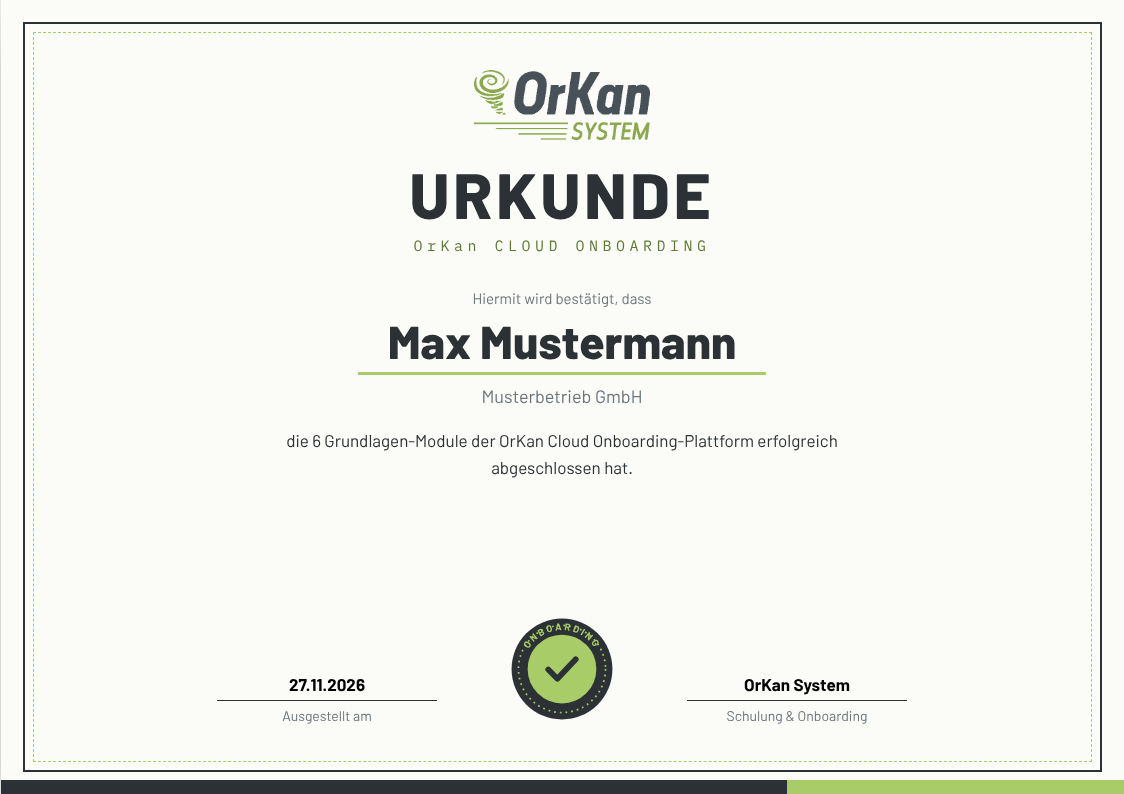 OrKan
SYSTEM
URKUNDE
OrKan CLOUD ONBOARDING
Hiermit wird bestätigt, dass
Max Mustermann
Musterbetrieb GmbH
die 6 Grundlagen-Module der OrKan Cloud Onboarding-Plattform erfolgreich
abgeschlossen hat.
ONBOARDING
27.11.2026
Ausgestellt am
OrKan System
Schulung & Onboarding